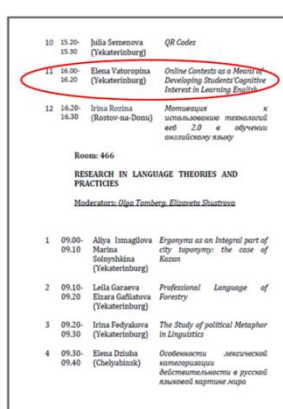 10 15.20- Julia Semenova QR Codes
15.30 (Yekaterinburg)
11 16.00- Elena Vatoropina Online Contests as a Means of
16.20 (Yekaterinburg) Developing Students'Cognitive
Interest in Learning English
12 16.20- Irina Rozina Мотивация к
16.30 (Rostov-na-Donu) использованию технологий
веб 2.0 в обучении
английскому языку
Room: 466
RESEARCH IN LANGUAGE THEORIES AND
PRACTICIES
Moderators: Olga Tomberg, Elizaveta Shustrova
1 09.00- Aliya Ismagilova Ergonyms as an Integral part of
09.10 Marina city toponymy: the case of
Solnyshkina Kazan
(Yekaterinburg)
2 09.10- Leila Garaeva Professional Language of
09.20 Elzara Gafiiatova Forestry
(Yekaterinburg)
3 09.20- Irina Fedyakova The Study of political Metaphor
09.30 (Yekaterinburg) in Linguistics
4 09.30- Elena Dziuba Особенности лексической
09.40 (Chelyabinsk) категоризации
действительности в русской
языковой картине мира